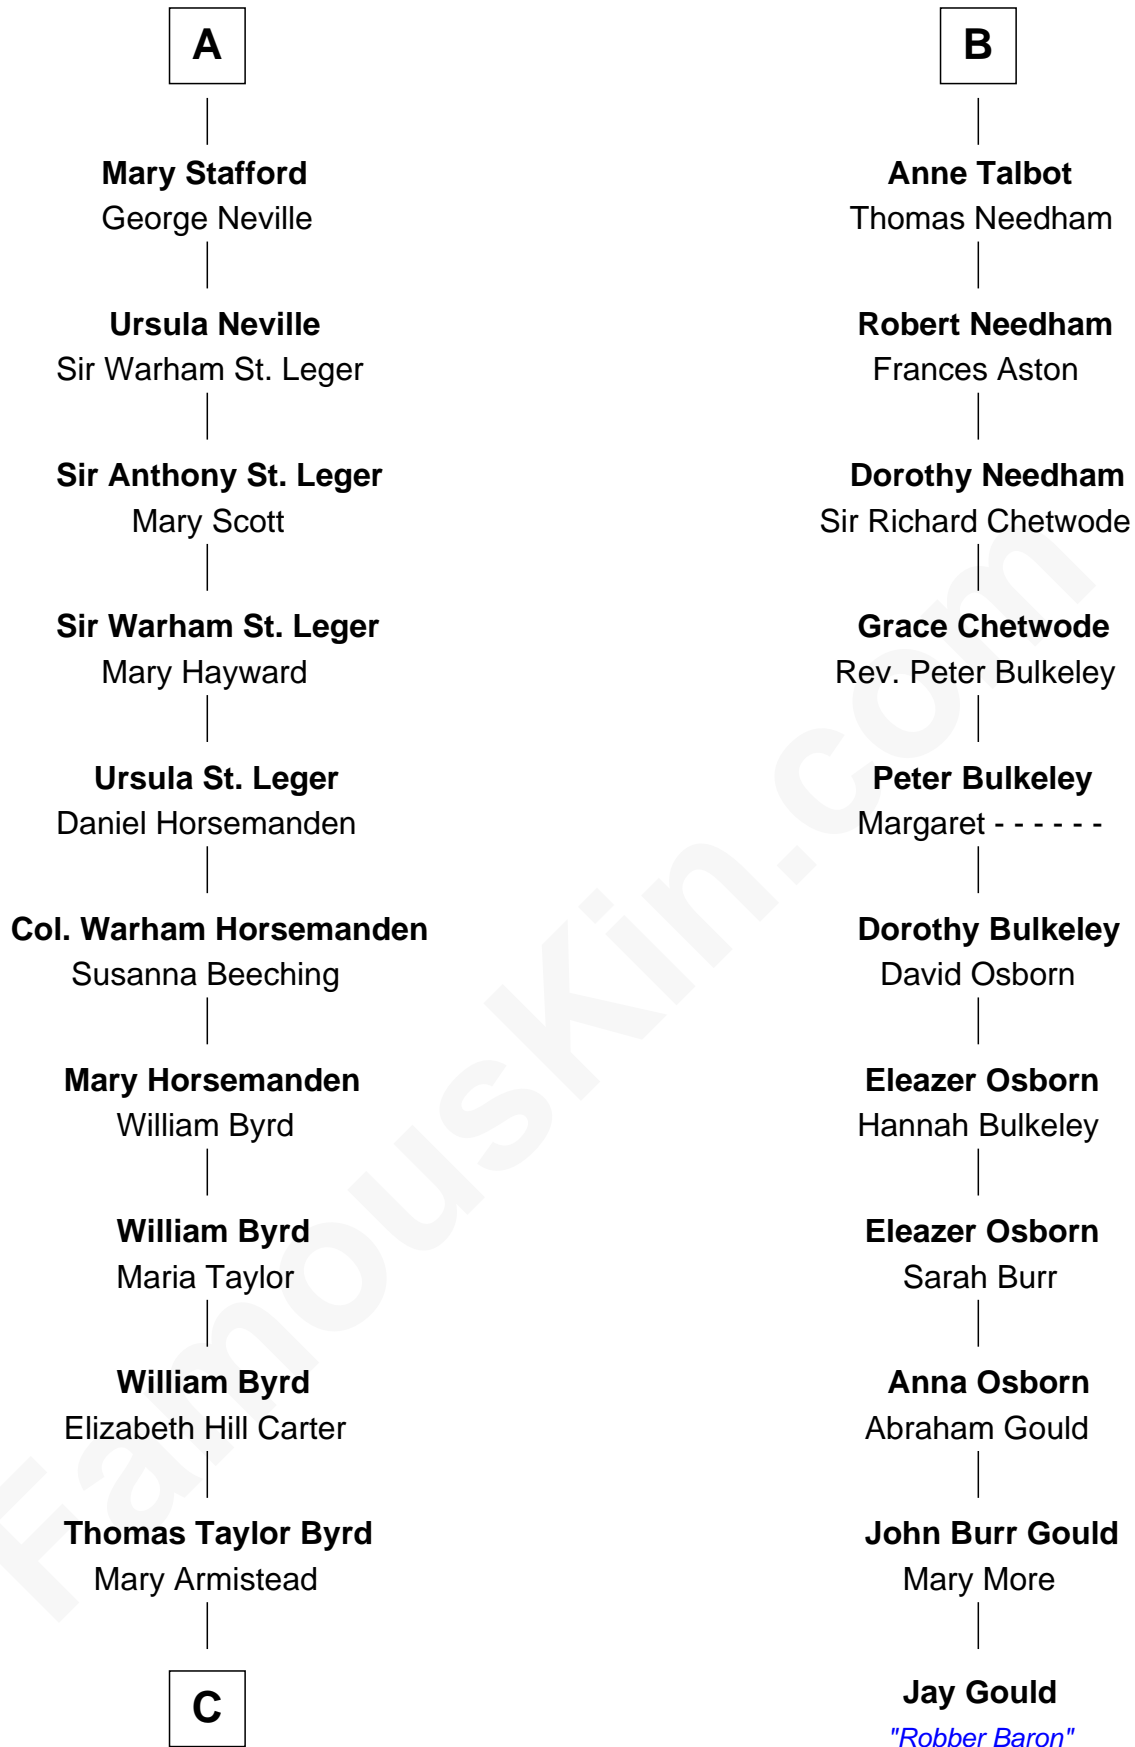 A
Mary Stafford
George Neville
Ursula Neville
Sir Warham St. Leger
Sir Anthony St. Leger
Mary Scott
Sir Warham St. Leger
Mary Hayward
Ursula St. Leger
Daniel Horsemanden
Col. Warham Horsemanden
Susanna Beeching
Mary Horsemanden
William Byrd
William Byrd
Maria Taylor
William Byrd
Elizabeth Hill Carter
Thomas Taylor Byrd
Mary Armistead
C
B
Anne Talbot
Thomas Needham
Robert Needham
Frances Aston
Dorothy Needham
Sir Richard Chetwode
Grace Chetwode
Rev. Peter Bulkeley
Peter Bulkeley
Margaret - - - - - -
Dorothy Bulkeley
David Osborn
Eleazer Osborn
Hannah Bulkeley
Eleazer Osborn
Sarah Burr
Anna Osborn
Abraham Gould
John Burr Gould
Mary More
Jay Gould
"Robber Baron"
FamousKin.com